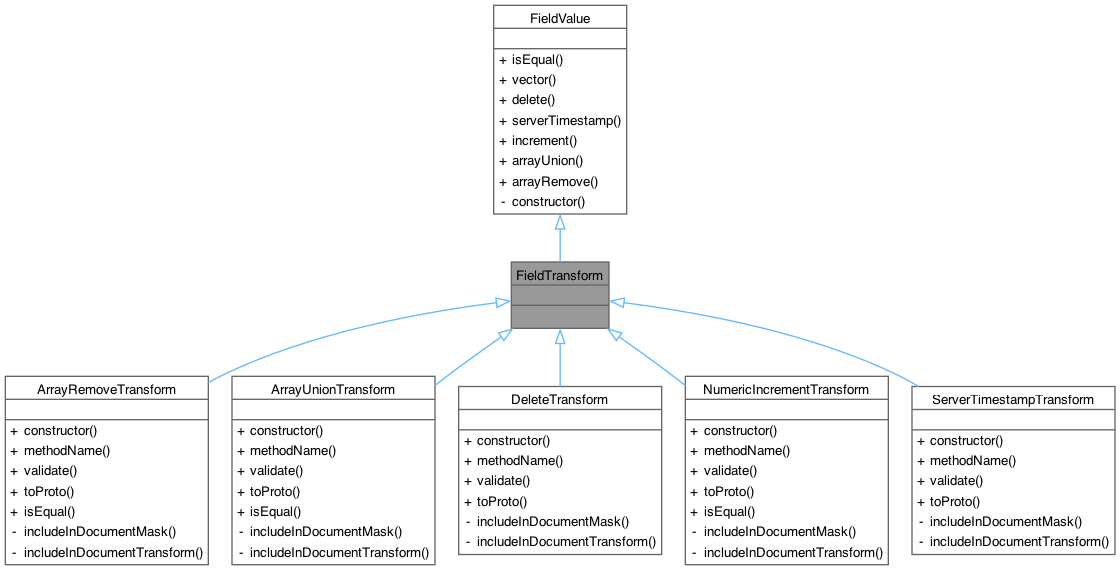 FieldValue
+ isEqual()
+ vector()
+ delete()
+ serverTimestamp()
+ increment()
+ arrayUnion()
+ arrayRemove()
- constructor()
FieldTransform
ArrayRemoveTransform
+ constructor()
+ methodName()
+ validate()
+ toProto()
+ isEqual()
- includeInDocumentMask()
- includeInDocumentTransform()
ArrayUnionTransform
+ constructor()
+ methodName()
+ validate()
+ toProto()
+ isEqual()
- includeInDocumentMask()
- includeInDocumentTransform()
DeleteTransform
+ constructor()
+ methodName()
+ validate()
+ toProto()
- includeInDocumentMask()
- includeInDocumentTransform()
NumericIncrementTransform
+ constructor()
+ methodName()
+ validate()
+ toProto()
+ isEqual()
- includeInDocumentMask()
- includeInDocumentTransform()
ServerTimestampTransform
+ constructor()
+ methodName()
+ validate()
+ toProto()
- includeInDocumentMask()
- includeInDocumentTransform()